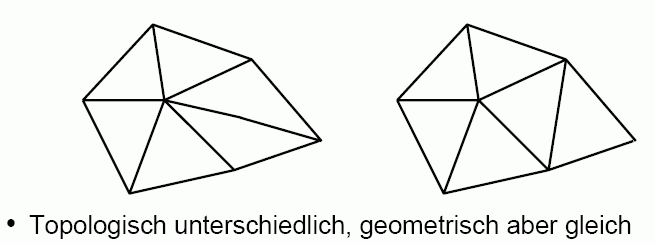 • Topologisch unterschiedlich, geometrisch aber gleich